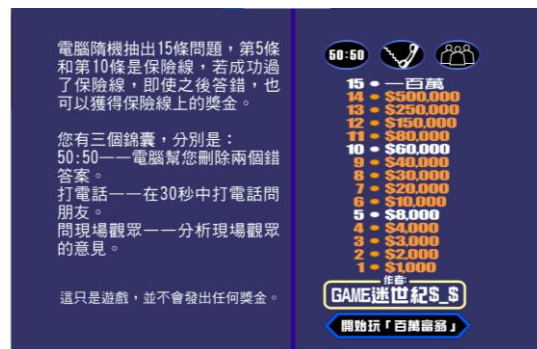 電腦隨機抽出15條問題，第5條
和第10條是保險線，若成功過
了保險線，即使之後答錯，也
可以獲得保險線上的獎金。
您有三個錦囊，分別是：
50:50——電腦幫您刪除兩個錯
答案。
打電話——在30秒中打電話問
朋友。
問現場觀眾——分析現場觀眾
的意見。
這只是遊戲，並不會發出任何獎金。
50:50
15 • 一百萬
14 • $500,000
13 • $250,000
12 • $150,000
11 • $80,000
10 • $60,000
9 • $40,000
8 • $30,000
7 • $20,000
6 • $10,000
5 • $8,000
4 • $4,000
3 • $3,000
2 • $2,000
1 • $1,000
作者:
GAME迷世紀$_$
開始玩「百萬富翁」